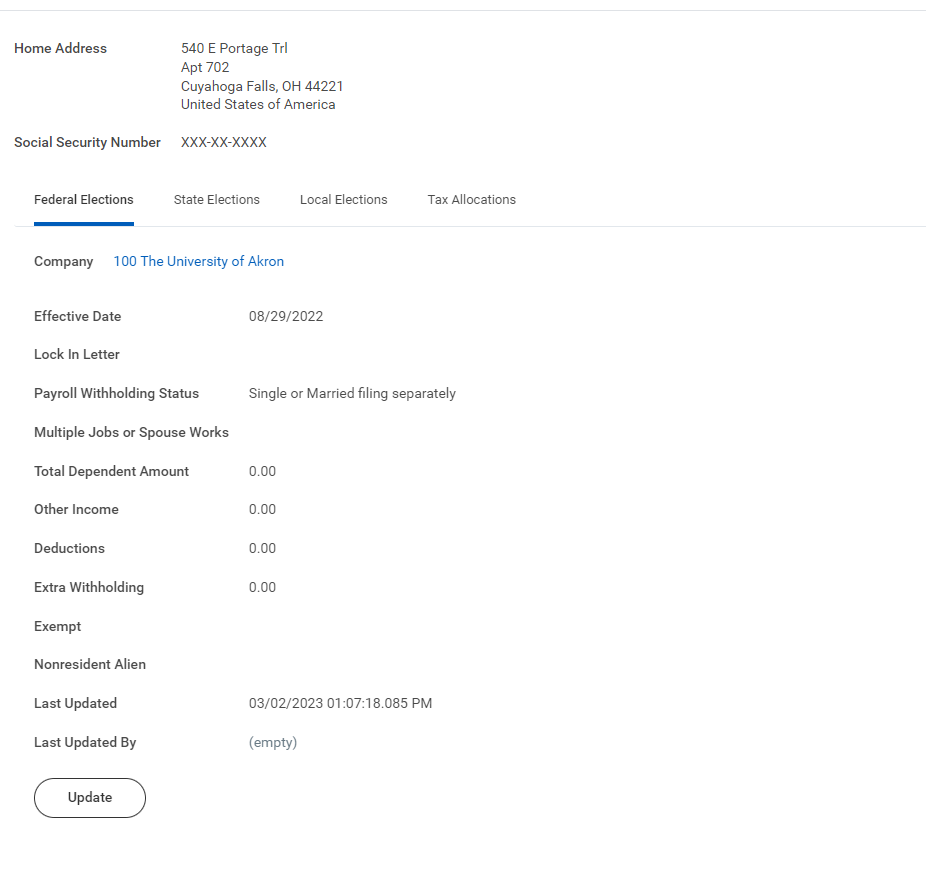 Home Address 540 E Portage Trl
Apt 702
Cuyahoga Falls, OH 44221
United States of America
Social Security Number XXX-XX-XXXX
Federal Elections State Elections Local Elections Tax Allocations
Company 100 The University of Akron
Effective Date 08/29/2022
Lock In Letter
Payroll Withholding Status Single or Married filing separately
Multiple Jobs or Spouse Works
Total Dependent Amount 0.00
Other Income 0.00
Deductions 0.00
Extra Withholding 0.00
Exempt
Nonresident Alien
Last Updated 03/02/2023 01:07:18.085 PM
Last Updated By (empty)
Update